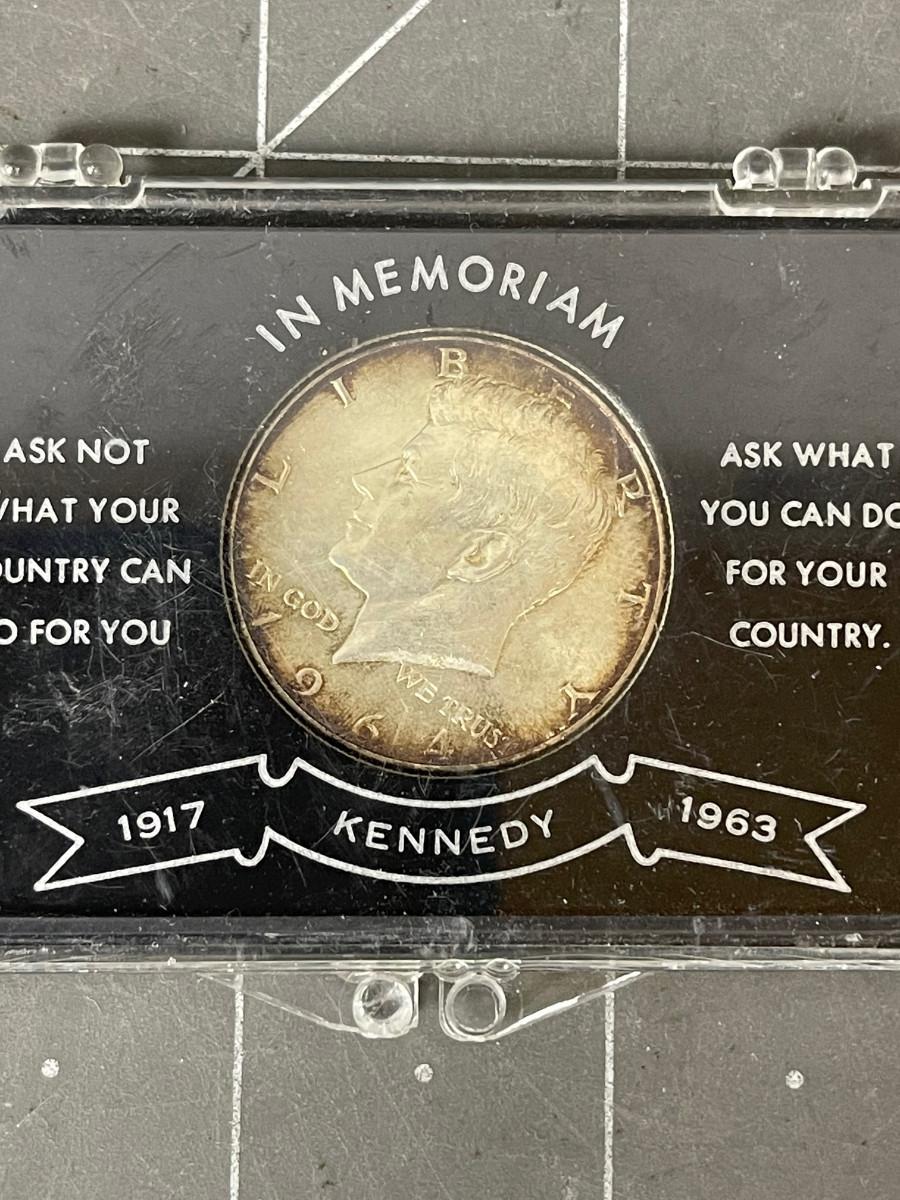 IN MEMORIAM
ASK NOT
WHAT YOUR
OUNTRY CAN
O FOR YOU
LIBERTY
IN GOD
WE TRUST
1964
ASK WHAT
YOU CAN DO
FOR YOUR
COUNTRY.
1917
KENNEDY
1963